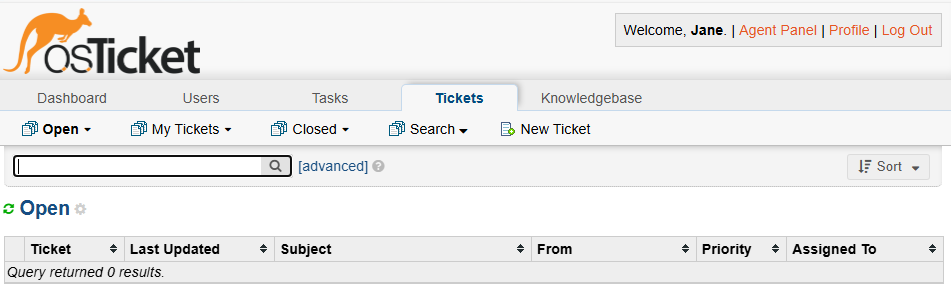 osTicket
Welcome, Jane. | Agent Panel | Profile | Log Out
Dashboard Users Tasks Tickets Knowledgebase
Open My Tickets Closed Search New Ticket
[advanced] ? Sort
Open
Ticket Last Updated Subject From Priority Assigned To
Query returned 0 results.